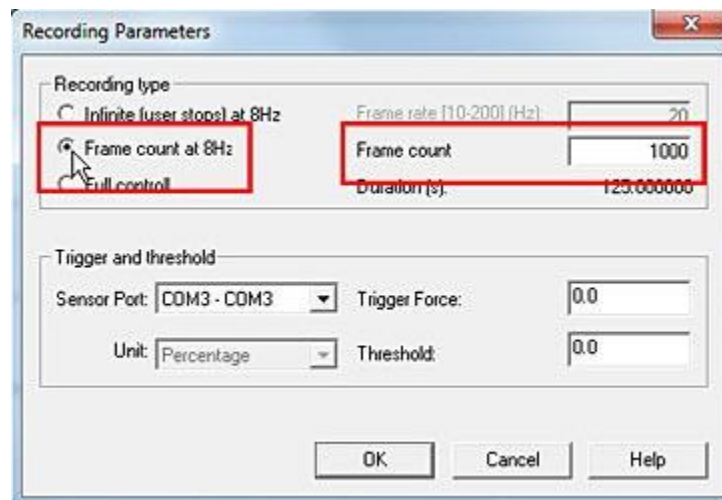 Recording Parameters
Recording type
Infinite (user stops) at 8Hz Frame rate [10-200] (Hz) 20
Frame count at 8Hz Frame count 1000
Full controll Duration (s): 125.000000
Trigger and threshold
Sensor Port: COM3 - COM3 Trigger Force: 0.0
Unit: Percentage Threshold: 0.0
OK Cancel Help